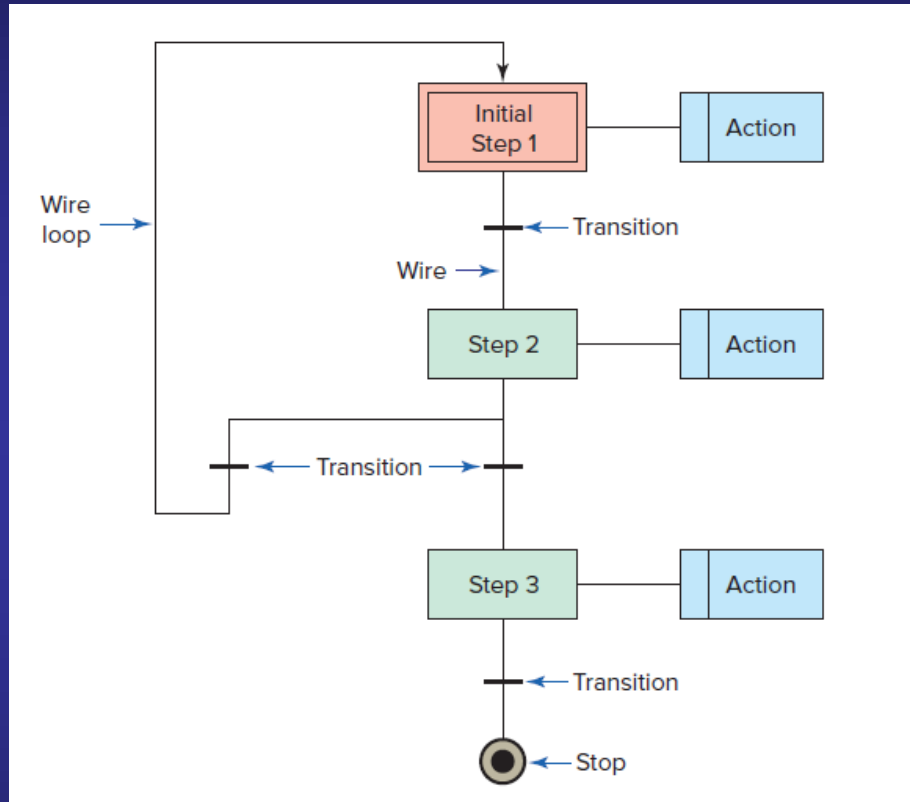 Initial
Step 1
Action
Wire
loop
Transition
Wire
Step 2
Action
Transition
Step 3
Action
Transition
Stop